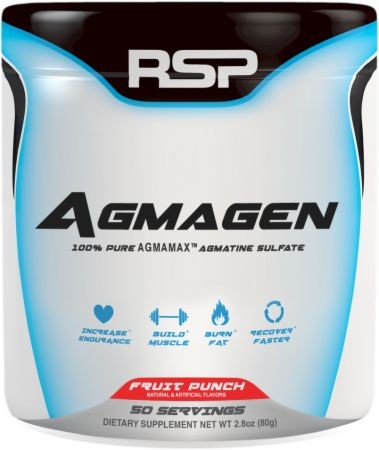 RSP
AGMAGEN
100% PURE AGMAMAX™ AGMATINE SULFATE
INCREASE* ENDURANCE
BUILD* MUSCLE
BURN* FAT
RECOVER* FASTER
FRUIT PUNCH
NATURAL & ARTIFICIAL FLAVORS
50 SERVINGS
DIETARY SUPPLEMENT NET WT 2.8oz (80g)